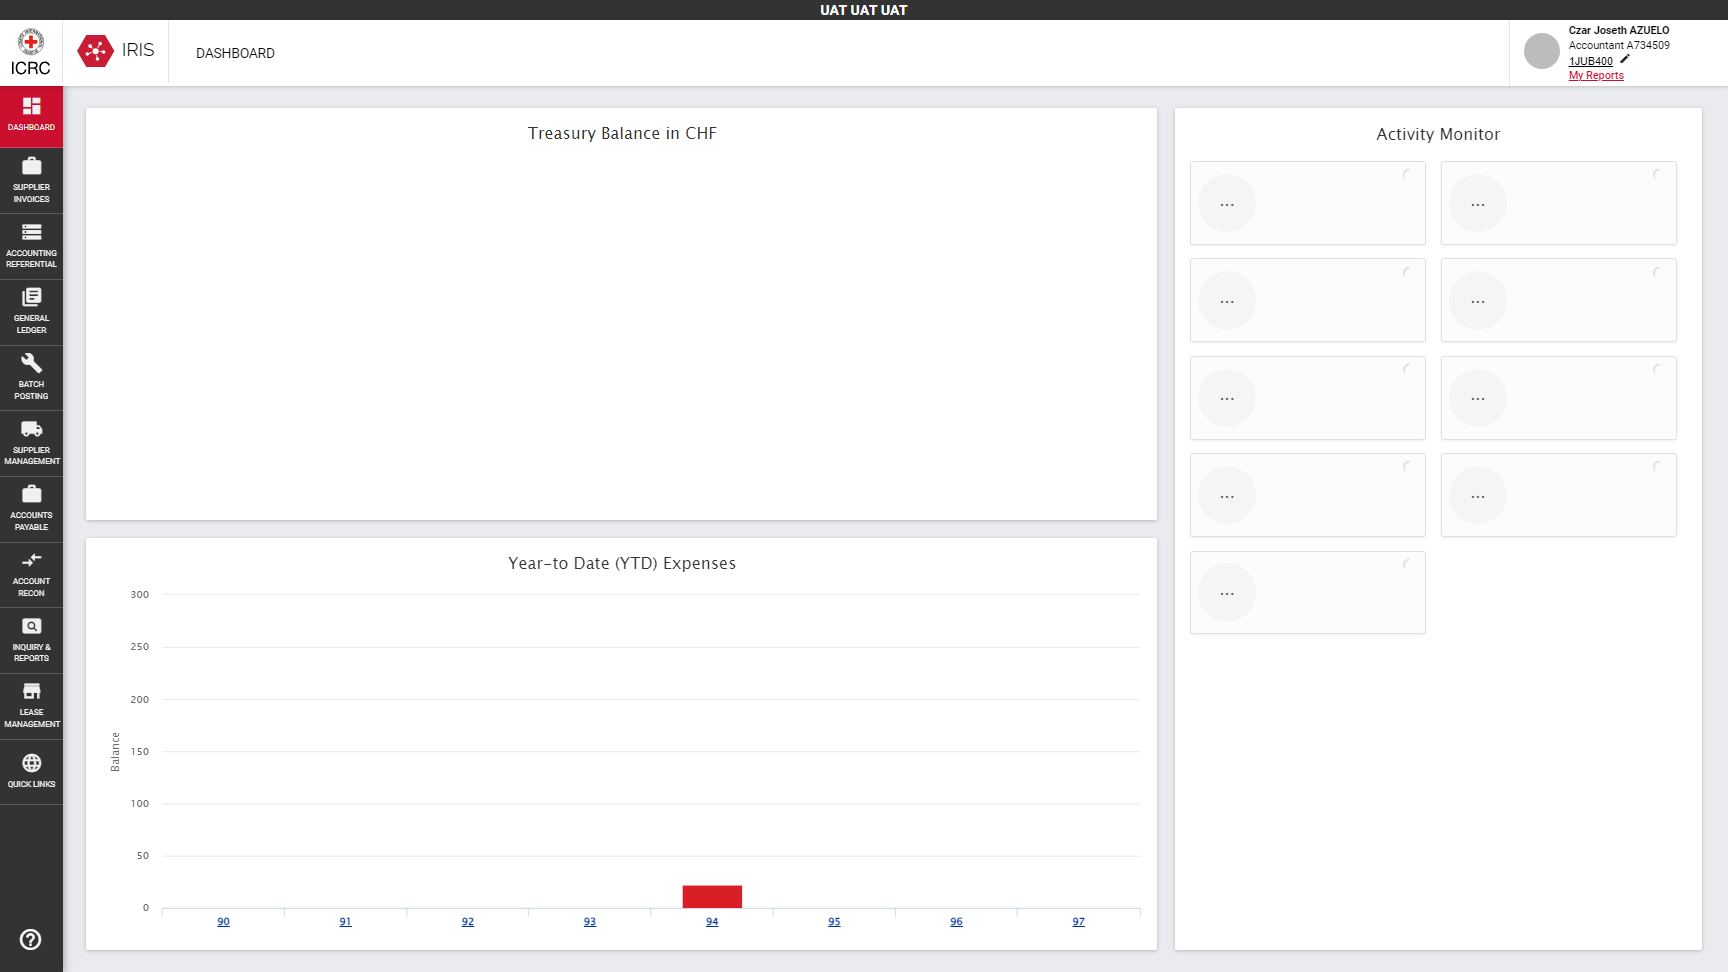 UAT UAT UAT
ICRC
IRIS
DASHBOARD
Czar Joseth AZUELO
Accountant A734509
1JUB400
My Reports
DASHBOARD
SUPPLIER
INVOICES
ACCOUNTING
REFERENTIAL
GENERAL
LEDGER
BATCH
POSTING
SUPPLIER
MANAGEMENT
ACCOUNTS
PAYABLE
ACCOUNT
RECON
INQUIRY &
REPORTS
LEASE
MANAGEMENT
QUICK LINKS
Treasury Balance in CHF
Year-to Date (YTD) Expenses
Balance
300
250
200
150
100
50
0
90 91 92 93 94 95 96 97
Activity Monitor
... ...
... ...
... ...
... ...
...